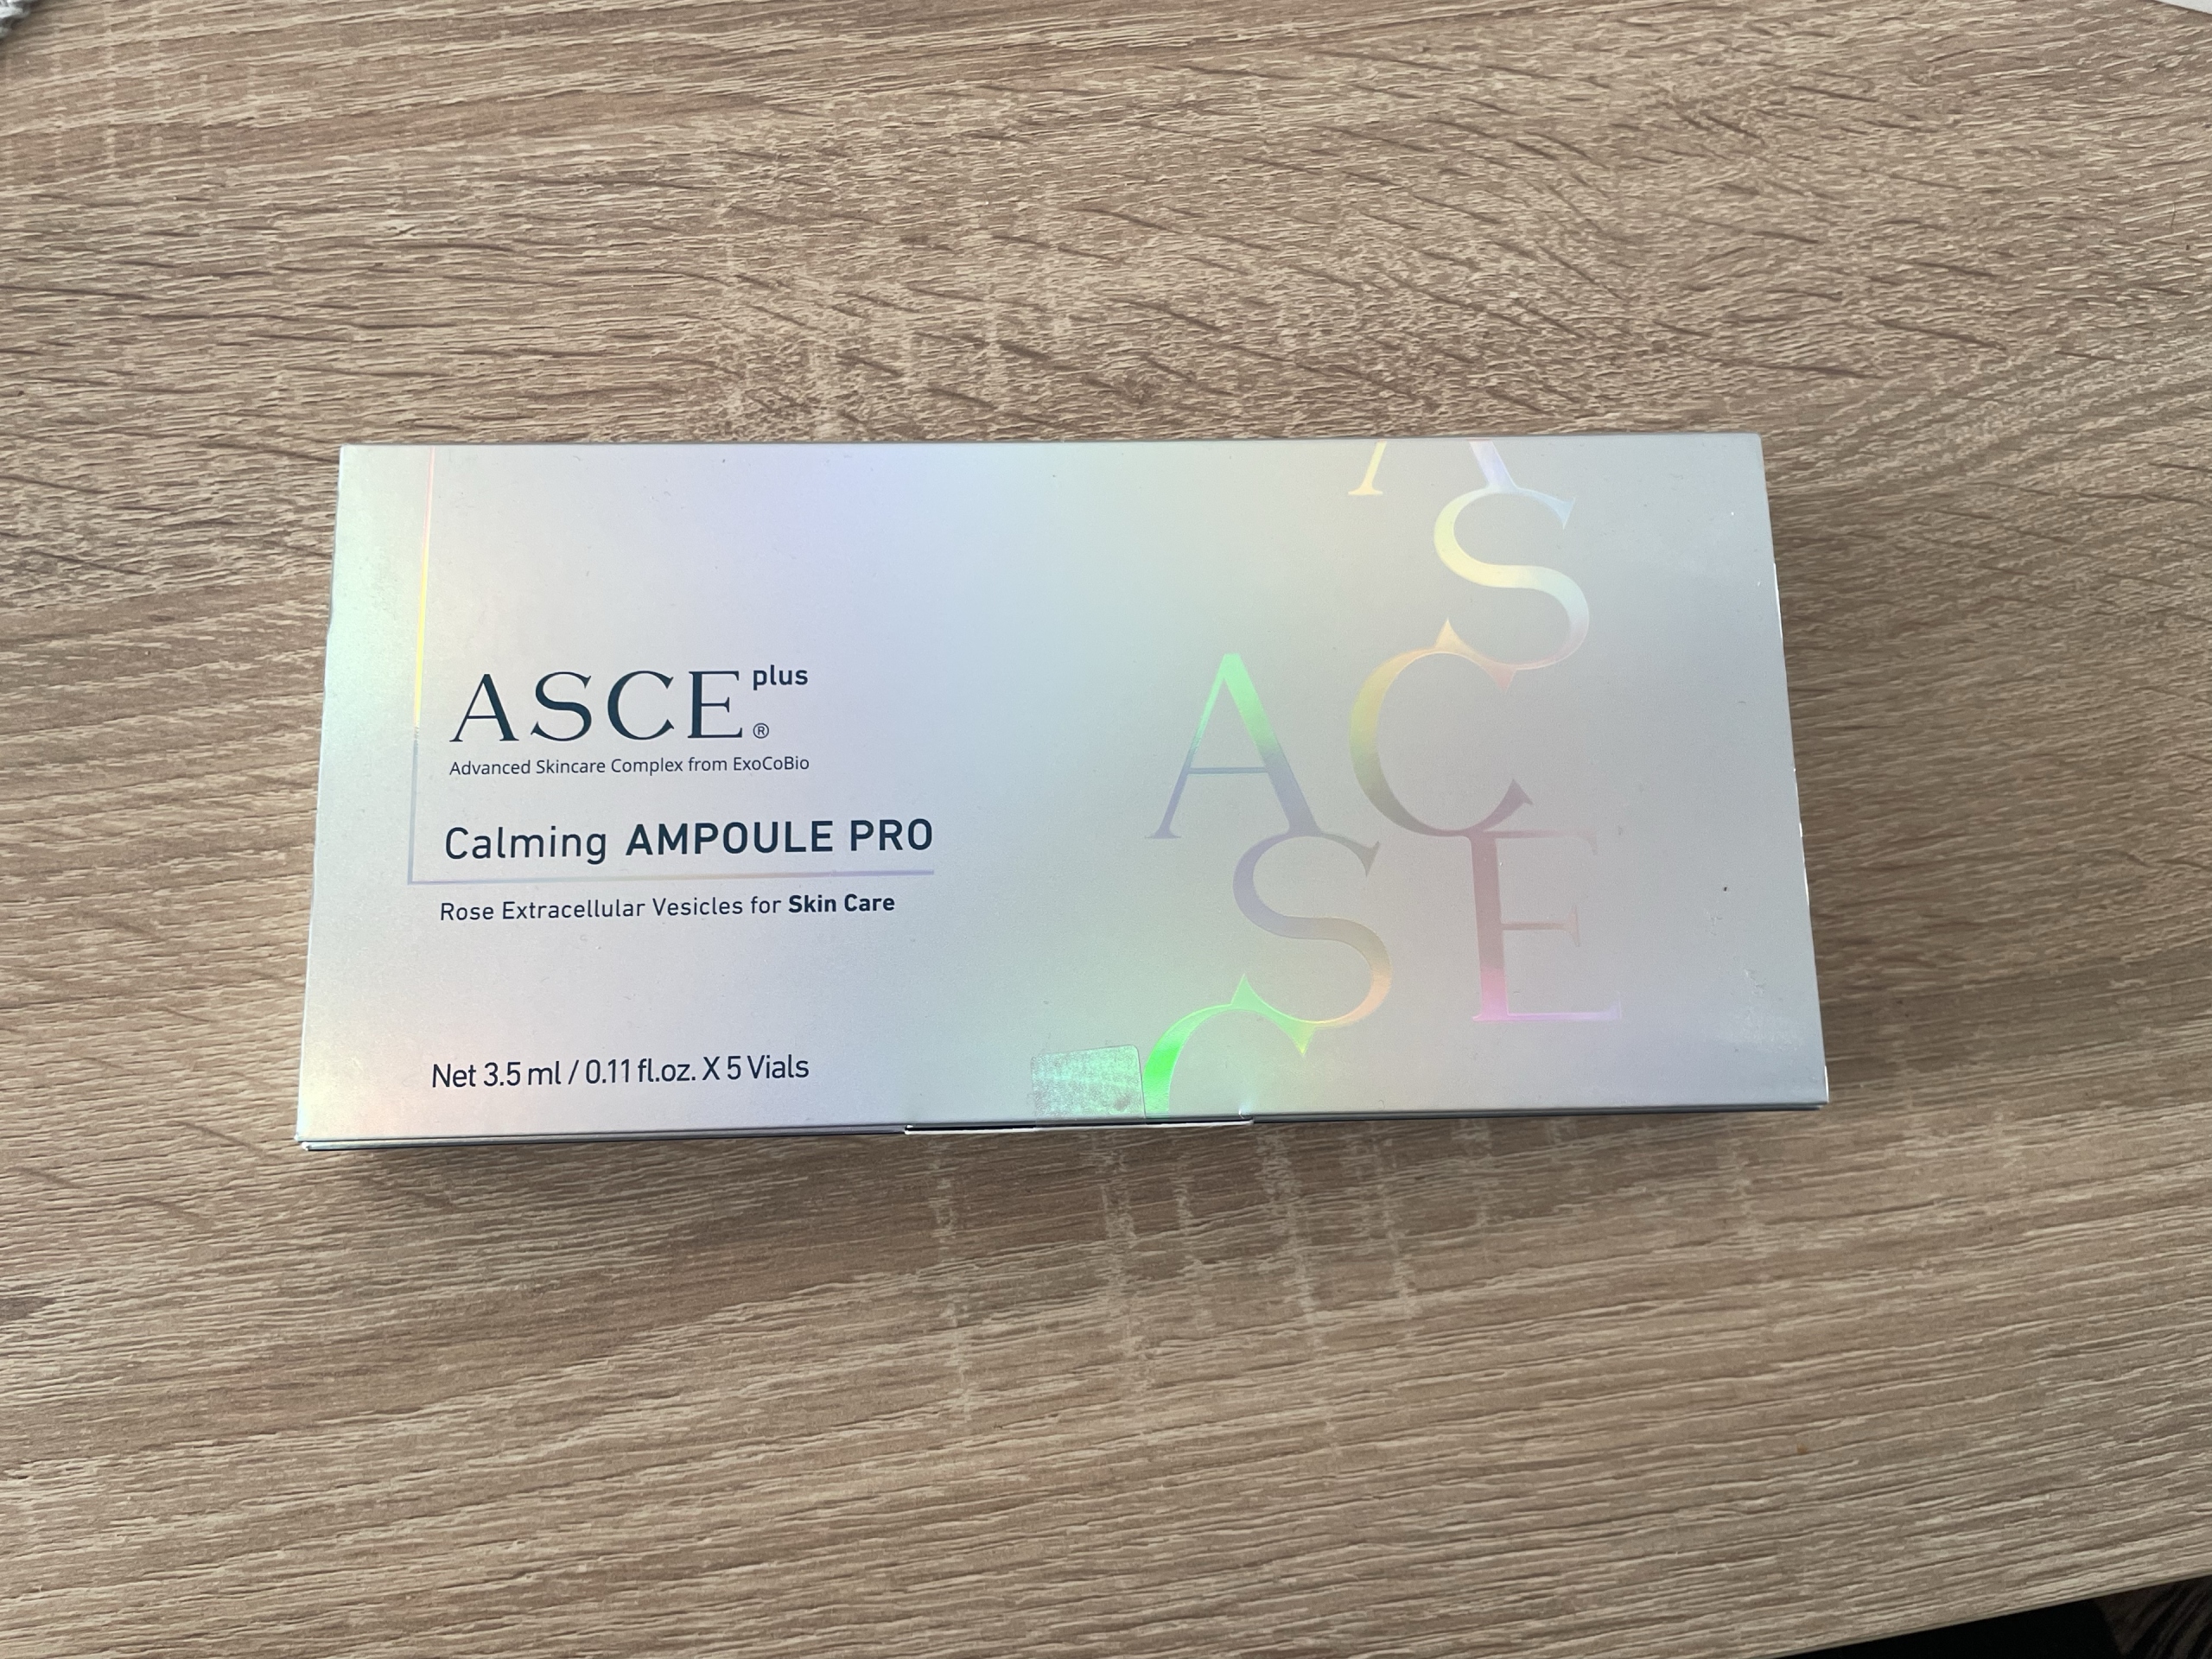 ASCE plus ®
Advanced Skincare Complex from ExoCoBio
Calming AMPOULE PRO
Rose Extracellular Vesicles for Skin Care
Net 3.5 ml / 0.11 fl.oz. X 5 Vials
A
S
A C
S E
C